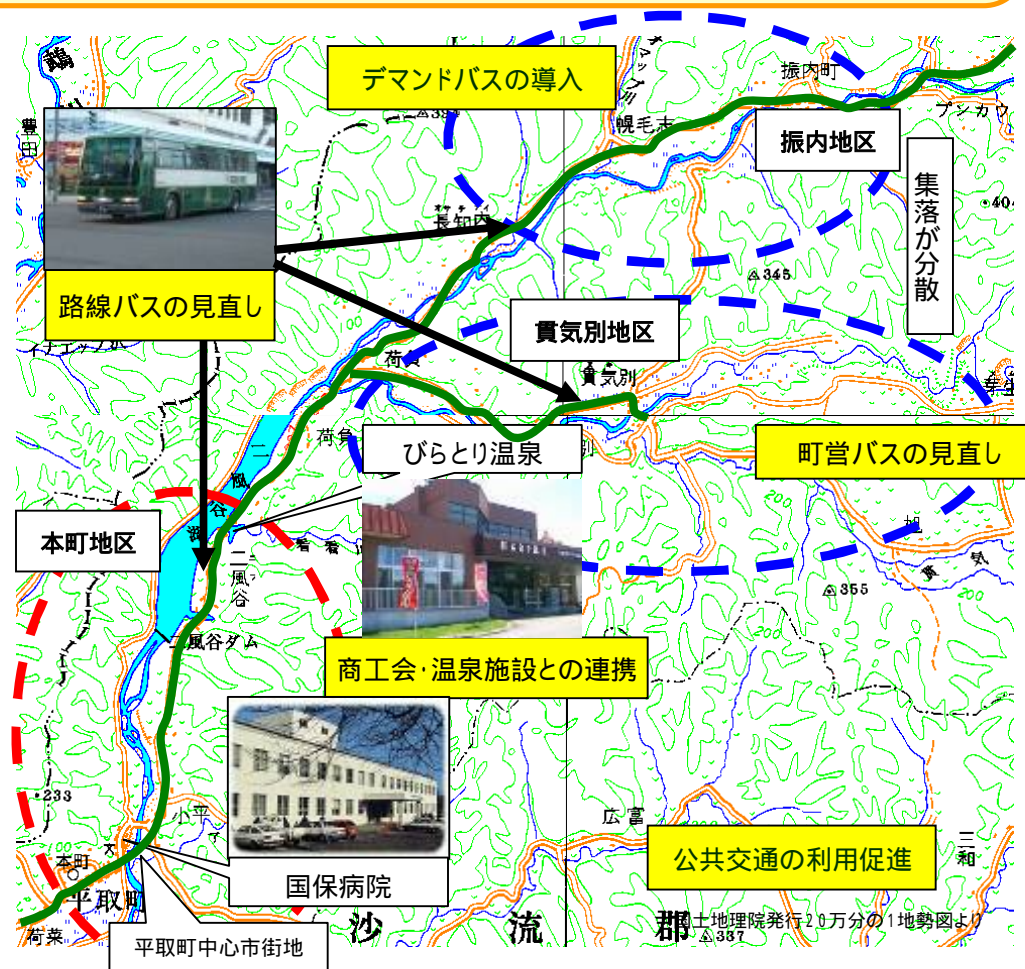 デマンドバスの導入
振内町
幌毛志
振内地区
集落が分散
豊田
長知内
△345
路線バスの見直し
貫気別地区
貫気別
荷負
荷負
びらとり温泉
町営バスの見直し
本町地区
二風谷
△355
二風谷ダム
商工会・温泉施設との連携
・233
小平
広富
三和
公共交通の利用促進
本町
国保病院
平取町
沙流郡
土地理院発行20万分の1地勢図より
△337
荷菜
平取町中心市街地